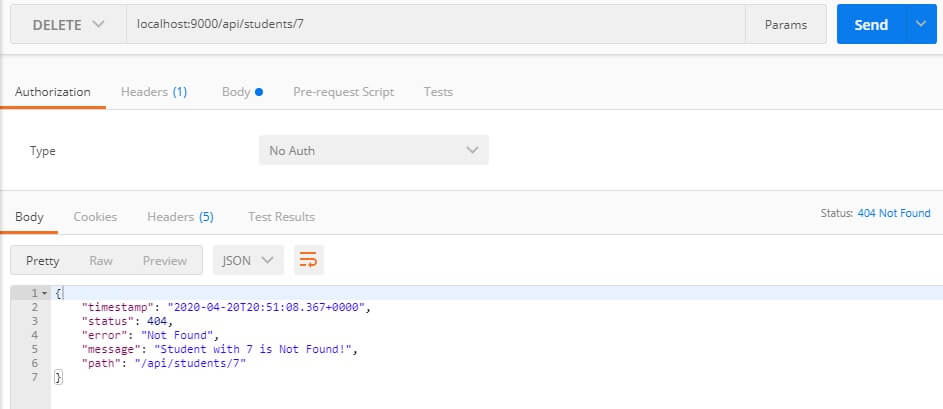 DELETE localhost:9000/api/students/7 Params Send
Authorization Headers (1) Body Pre-request Script Tests
Type No Auth
Body Cookies Headers (5) Test Results Status: 404 Not Found
Pretty Raw Preview JSON
1 {
2 "timestamp": "2020-04-20T20:51:08.367+0000",
3 "status": 404,
4 "error": "Not Found",
5 "message": "Student with 7 is Not Found!",
6 "path": "/api/students/7"
7 }